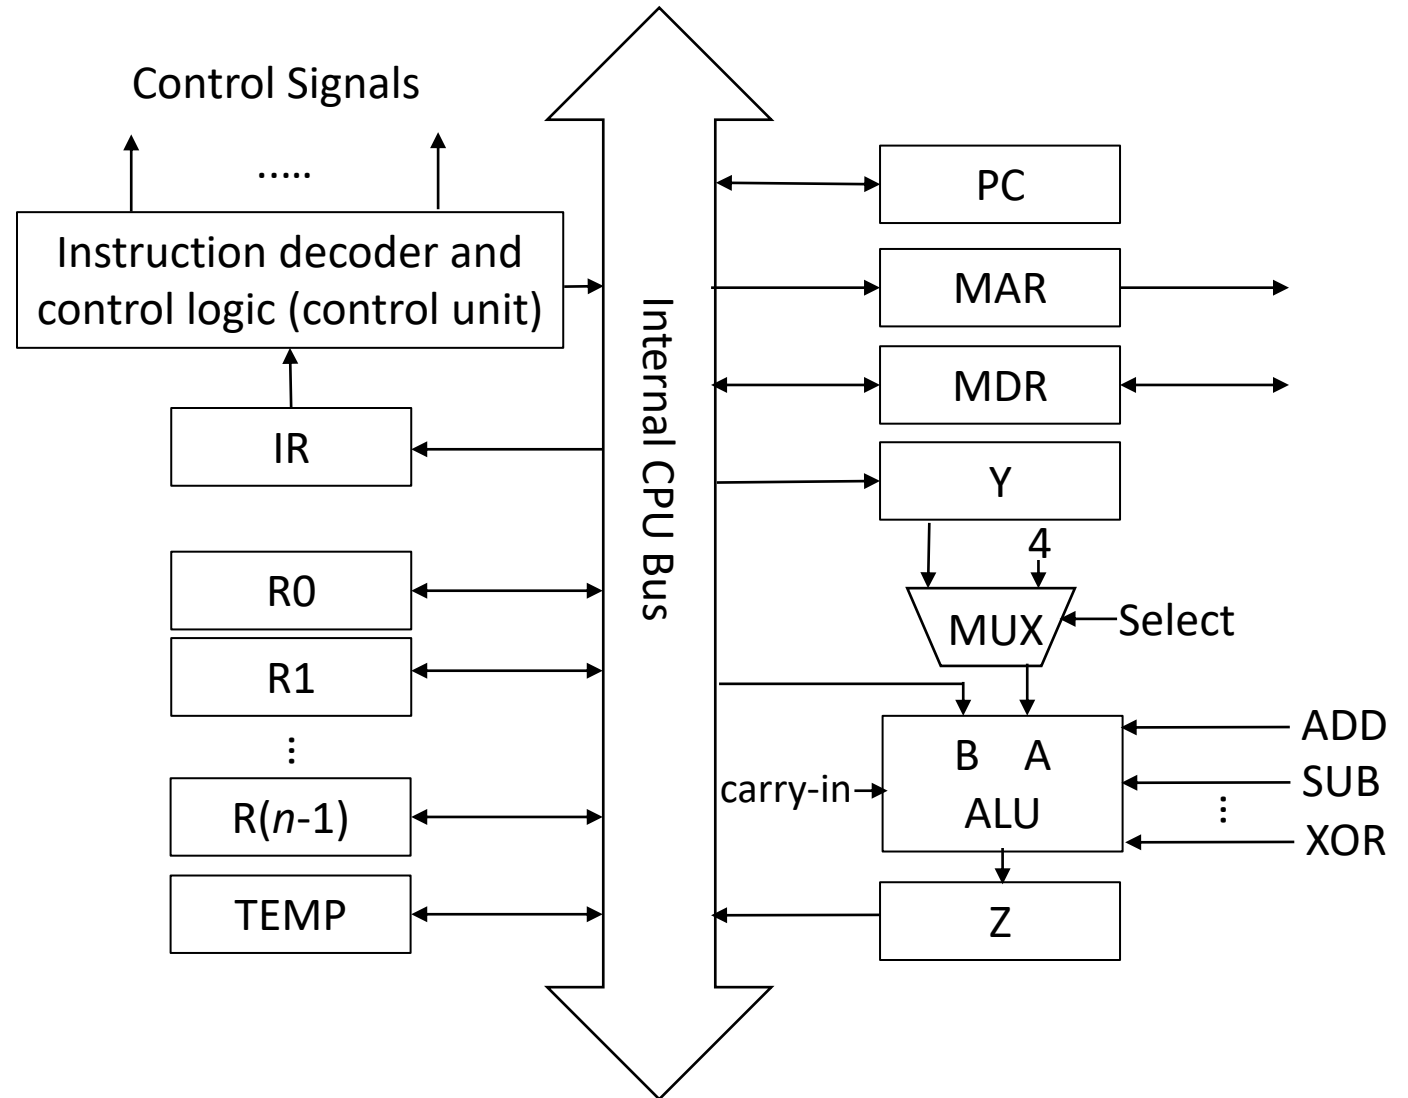 Control Signals
.....
Instruction decoder and
control logic (control unit)
IR
R0
R1
...
R(n-1)
TEMP
Internal CPU Bus
PC
MAR
MDR
Y
4
MUX
Select
B A
ALU
carry-in
ADD
SUB
...
XOR
Z